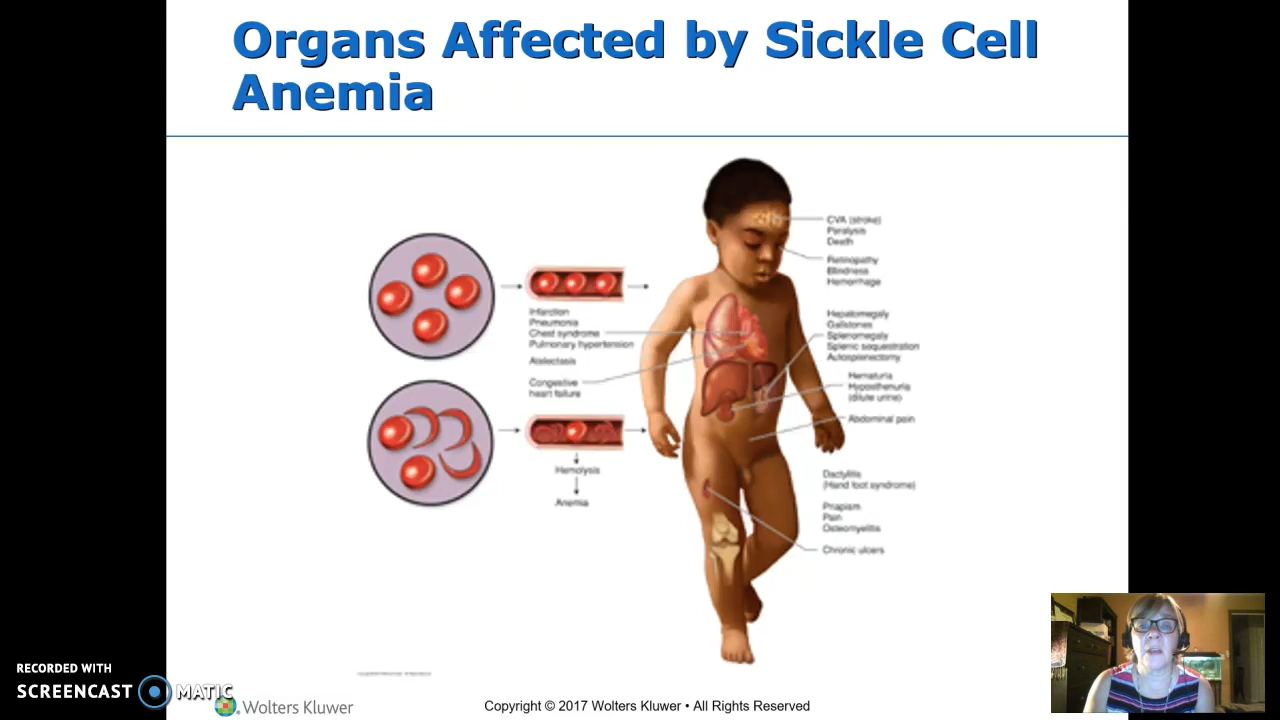 Organs Affected by Sickle Cell
Anemia
CVA (stroke)
Paralysis
Death
Retinopathy
Blindness
Hemorrhage
Infarction
Pneumonia
Chest syndrome
Pulmonary hypertension
Atelectasis
Congestive
heart failure
Hepatomegaly
Gallstones
Splenomegaly
Splenic sequestration
Autosplenectomy
Hematuria
Hyposthenuria
(dilute urine)
Abdominal pain
Hemolysis
Anemia
Dactylitis
(Hand foot syndrome)
Priapism
Pain
Osteomyelitis
Chronic ulcers
RECORDED WITH
SCREENCAST MATIC
Wolters Kluwer
Copyright © 2017 Wolters Kluwer • All Rights Reserved